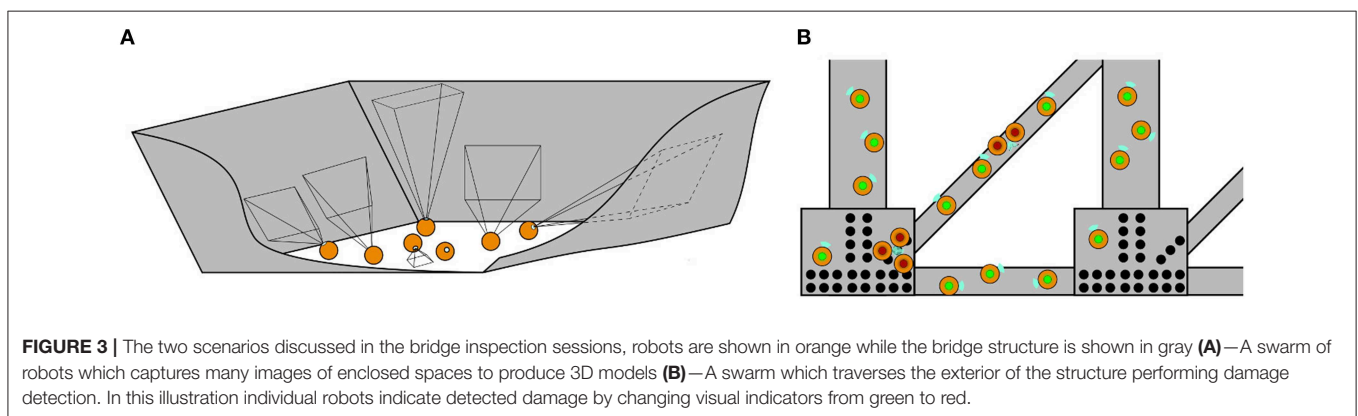 A
B
FIGURE 3 | The two scenarios discussed in the bridge inspection sessions, robots are shown in orange while the bridge structure is shown in gray (A)—A swarm of
robots which captures many images of enclosed spaces to produce 3D models (B)—A swarm which traverses the exterior of the structure performing damage
detection. In this illustration individual robots indicate detected damage by changing visual indicators from green to red.